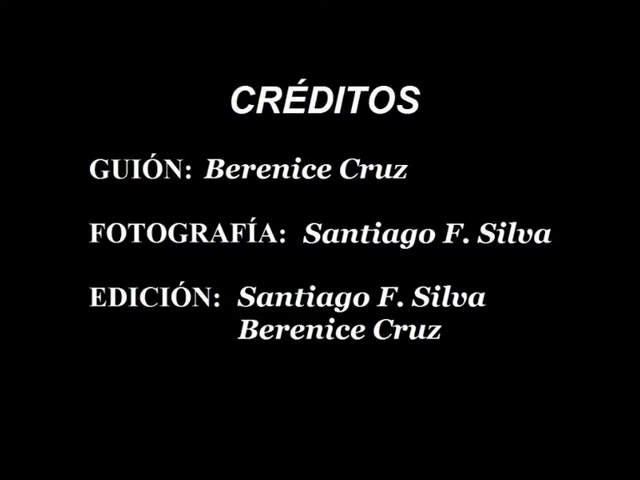 CRÉDITOS
GUIÓN: Berenice Cruz
FOTOGRAFÍA: Santiago F. Silva
EDICIÓN: Santiago F. Silva
Berenice Cruz